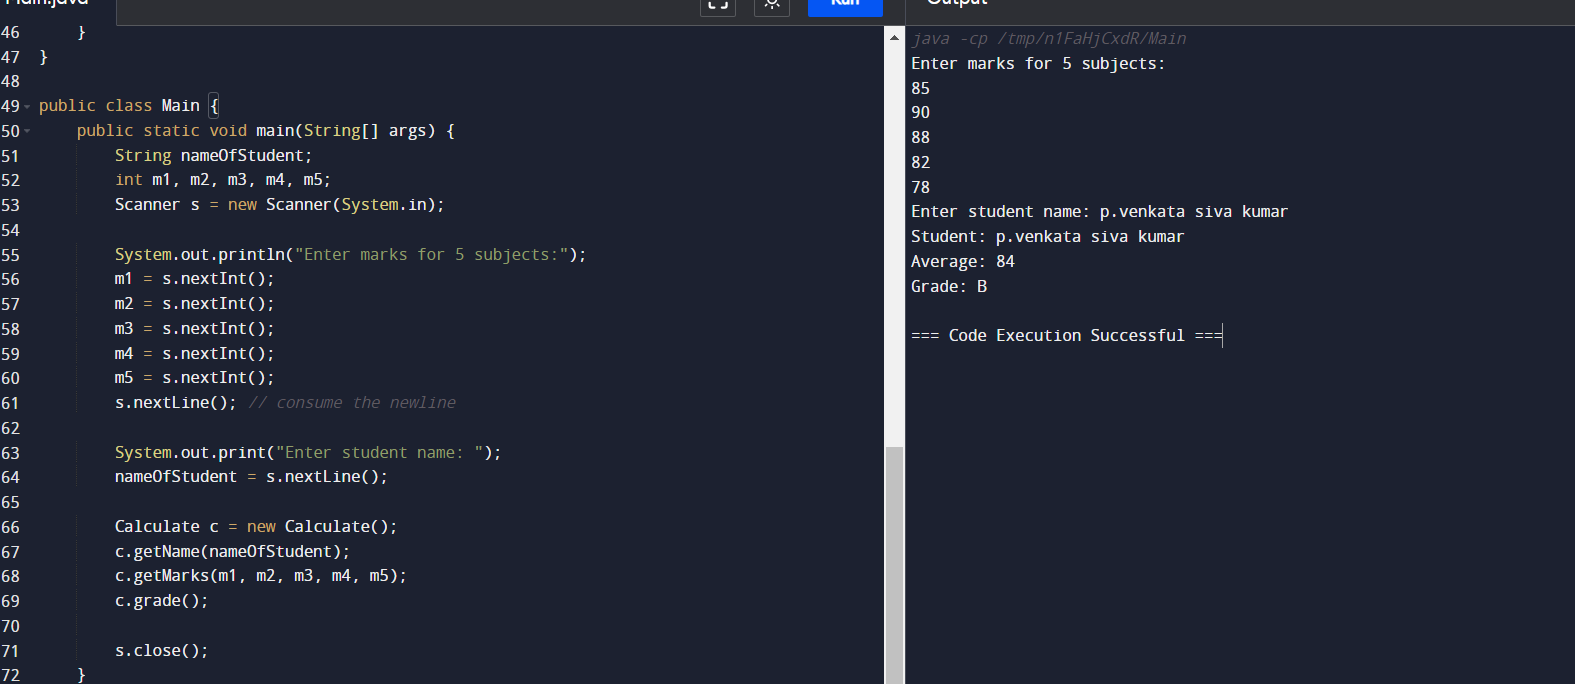 Main.java
Run
Output
46 }
47 }
48
49 public class Main {
50 public static void main(String[] args) {
51 String nameOfStudent;
52 int m1, m2, m3, m4, m5;
53 Scanner s = new Scanner(System.in);
54
55 System.out.println("Enter marks for 5 subjects:");
56 m1 = s.nextInt();
57 m2 = s.nextInt();
58 m3 = s.nextInt();
59 m4 = s.nextInt();
60 m5 = s.nextInt();
61 s.nextLine(); // consume the newline
62
63 System.out.print("Enter student name: ");
64 nameOfStudent = s.nextLine();
65
66 Calculate c = new Calculate();
67 c.getName(nameOfStudent);
68 c.getMarks(m1, m2, m3, m4, m5);
69 c.grade();
70
71 s.close();
72 }
java -cp /tmp/n1FaHjCxdR/Main
Enter marks for 5 subjects:
85
90
88
82
78
Enter student name: p.venkata siva kumar
Student: p.venkata siva kumar
Average: 84
Grade: B
=== Code Execution Successful ===